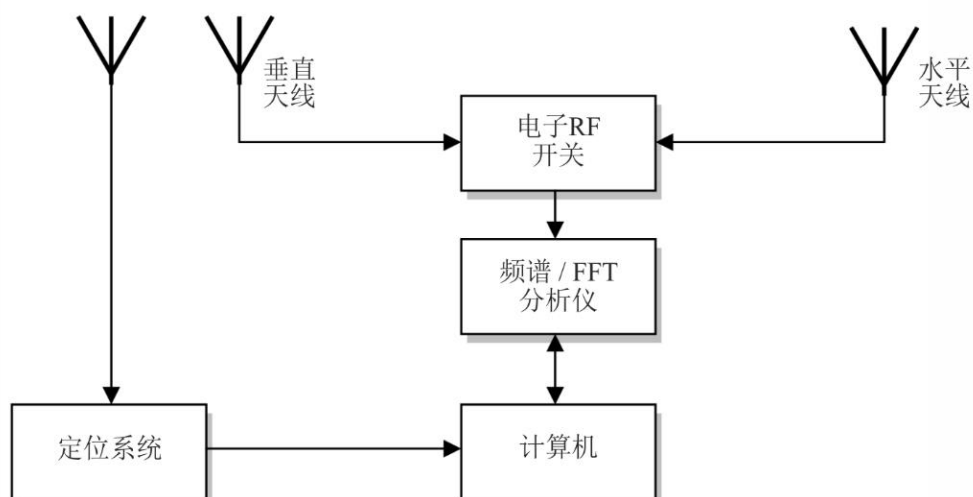 垂直
天线
水平
天线
电子RF
开关
频谱 / FFT
分析仪
定位系统
计算机